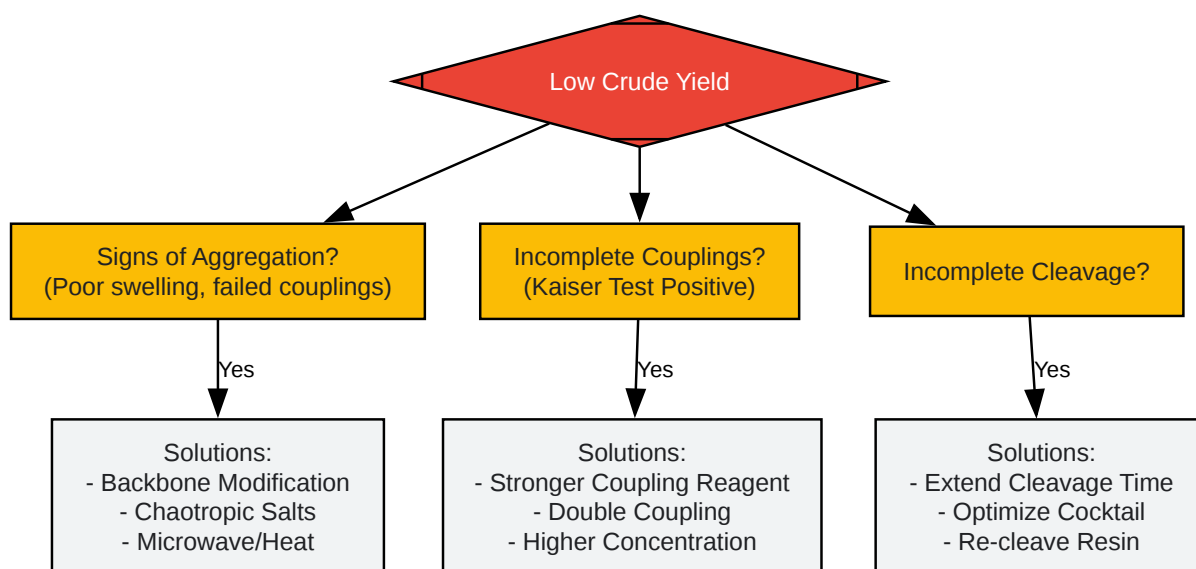 Low Crude Yield
Signs of Aggregation?
(Poor swelling, failed couplings)
Incomplete Couplings?
(Kaiser Test Positive)
Incomplete Cleavage?
Yes
Yes
Yes
Solutions:
- Backbone Modification
- Chaotropic Salts
- Microwave/Heat
Solutions:
- Stronger Coupling Reagent
- Double Coupling
- Higher Concentration
Solutions:
- Extend Cleavage Time
- Optimize Cocktail
- Re-cleave Resin